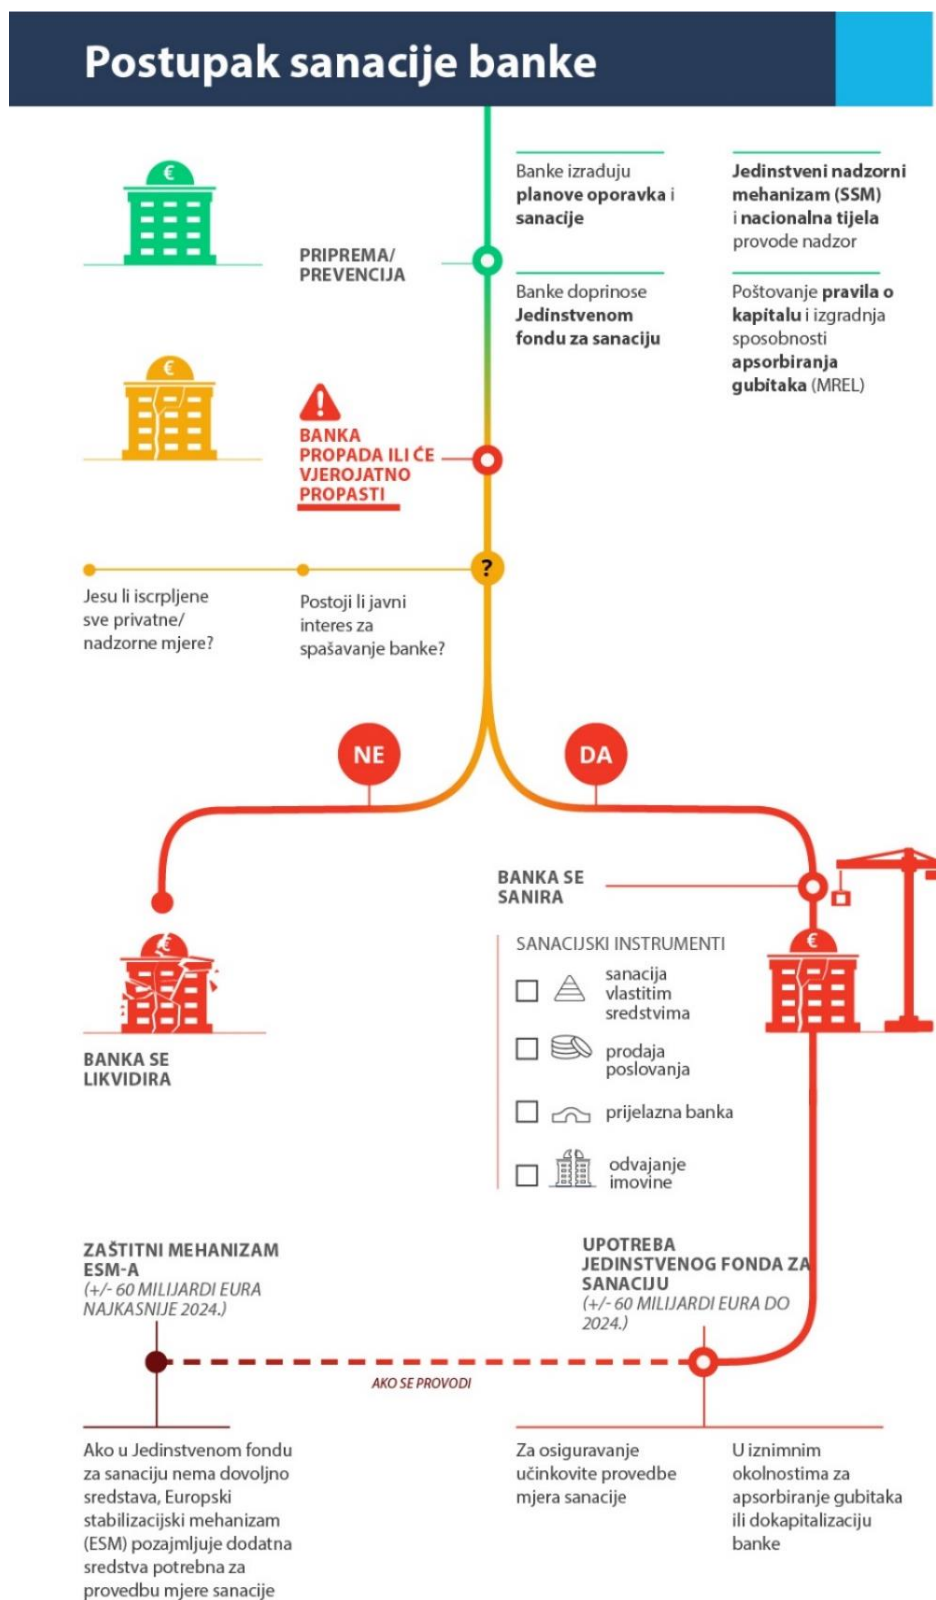 Postupak sanacije banke
€
PRIPREMA/
PREVENCIJA
Banke izrađuju
planove oporavka i
sanacije
Jedinstveni nadzorni
mehanizam (SSM)
i nacionalna tijela
provode nadzor
Banke doprinose
Jedinstvenom
fondu za sanaciju
Poštovanje pravila o
kapitalu i izgradnja
sposobnosti
apsorbiranja
gubitaka (MREL)
€
!
BANKA
PROPADA ILI ĆE
VJEROJATNO
PROPASTI
?
Jesu li iscrpljene
sve privatne/
nadzorne mjere?
Postoji li javni
interes za
spašavanje banke?
NE
DA
€
BANKA SE
LIKVIDIRA
BANKA SE
SANIRA
€
SANACIJSKI INSTRUMENTI
sanacija
vlastitim
sredstvima
prodaja
poslovanja
prijelazna banka
odvajanje
imovine
ZAŠTITNI MEHANIZAM
ESM-A
(+/- 60 MILIJARDI EURA
NAJKASNIJE 2024.)
UPOTREBA
JEDINSTVENOG FONDA ZA
SANACIJU
(+/- 60 MILIJARDI EURA DO
2024.)
AKO SE PROVODI
Ako u Jedinstvenom fondu
za sanaciju nema dovoljno
sredstava, Europski
stabilizacijski mehanizam
(ESM) pozajmljuje dodatna
sredstva potrebna za
provedbu mjere sanacije
Za osiguravanje
učinkovite provedbe
mjera sanacije
U iznimnim
okolnostima za
apsorbiranje gubitaka
ili dokapitalizaciju
banke